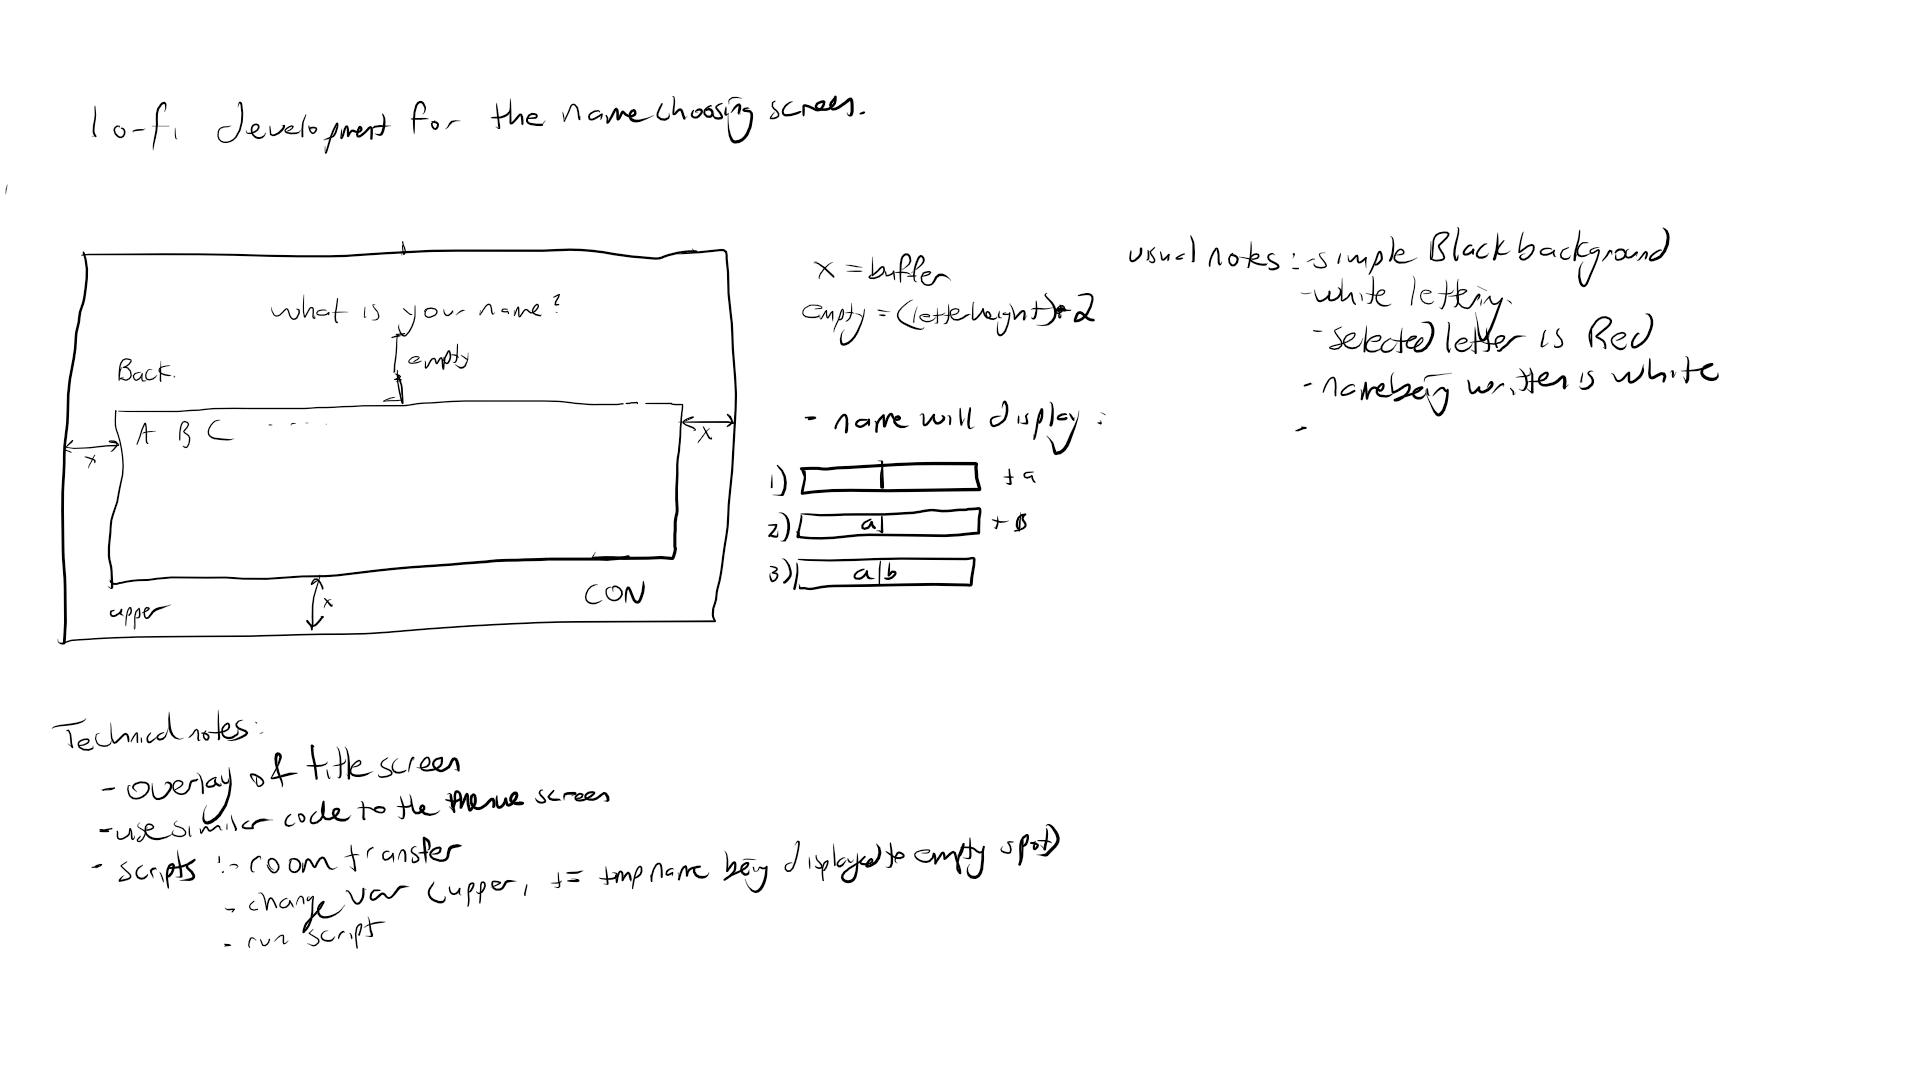 lo-fi development for the name choosing screen.
what is your name?
empty
Back.
A B C ....
x
x
upper
x
CON
x = buffer
empty = (letterheight)*2
- name will display:
1) + a
2) a + B
3) a b
visual notes: - simple Black background
- white lettering.
- selected letter is Red
- name being written is white
-
Technical notes:
- overlay of title screen
- use similar code to the menue screen
- scripts :- room transfer
- change var (upper, += tmp name being displayed to empty spot)
- run script